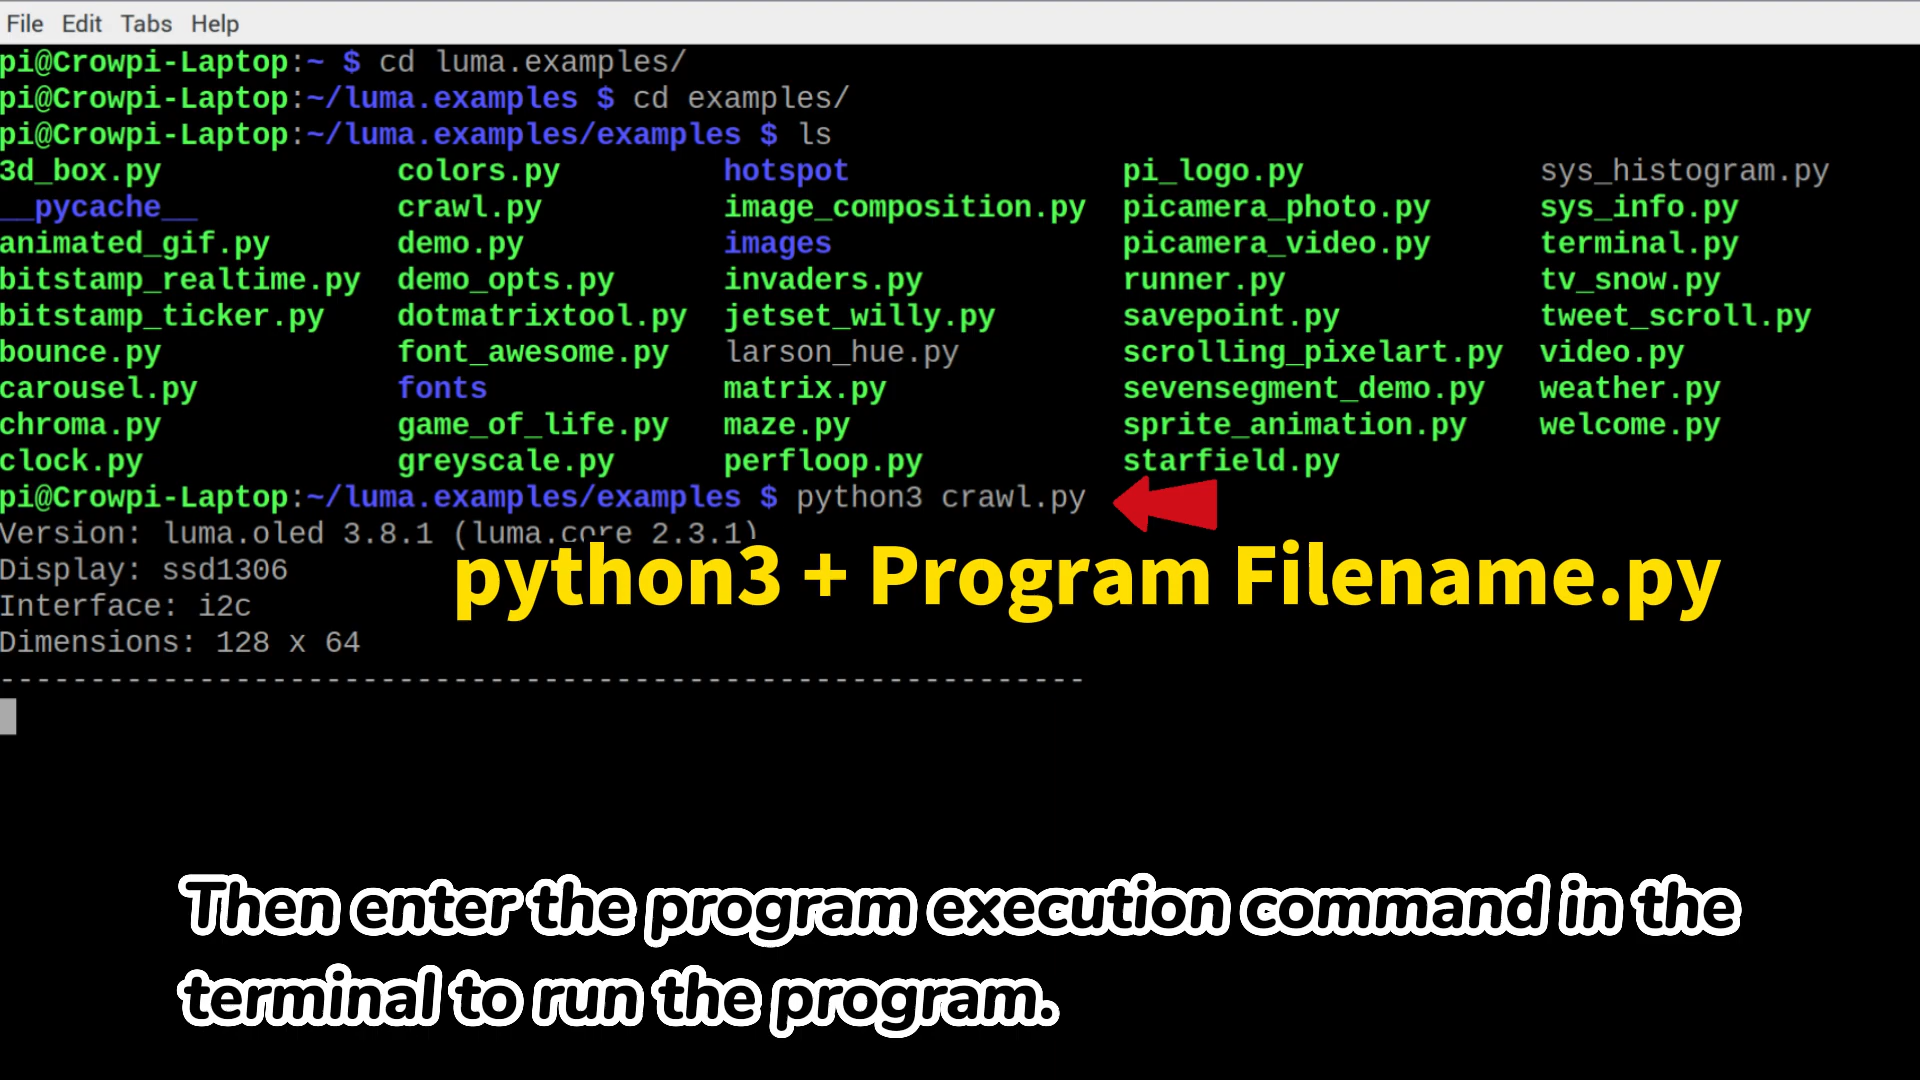 File Edit Tabs Help
pi@Crowpi-Laptop:~ $ cd luma.examples/
pi@Crowpi-Laptop:~/luma.examples $ cd examples/
pi@Crowpi-Laptop:~/luma.examples/examples $ ls
3d_box.py colors.py hotspot pi_logo.py sys_histogram.py
__pycache__ crawl.py image_composition.py picamera_photo.py sys_info.py
animated_gif.py demo.py images picamera_video.py terminal.py
bitstamp_realtime.py demo_opts.py invaders.py runner.py tv_snow.py
bitstamp_ticker.py dotmatrixtool.py jetset_willy.py savepoint.py tweet_scroll.py
bounce.py font_awesome.py larson_hue.py scrolling_pixelart.py video.py
carousel.py fonts matrix.py sevensegment_demo.py weather.py
chroma.py game_of_life.py maze.py sprite_animation.py welcome.py
clock.py greyscale.py perfloop.py starfield.py
pi@Crowpi-Laptop:~/luma.examples/examples $ python3 crawl.py
Version: luma.oled 3.8.1 (luma.core 2.3.1)
Display: ssd1306
python3 + Program Filename.py
Interface: i2c
Dimensions: 128 x 64
------------------------------------------------------------
Then enter the program execution command in the
terminal to run the program.